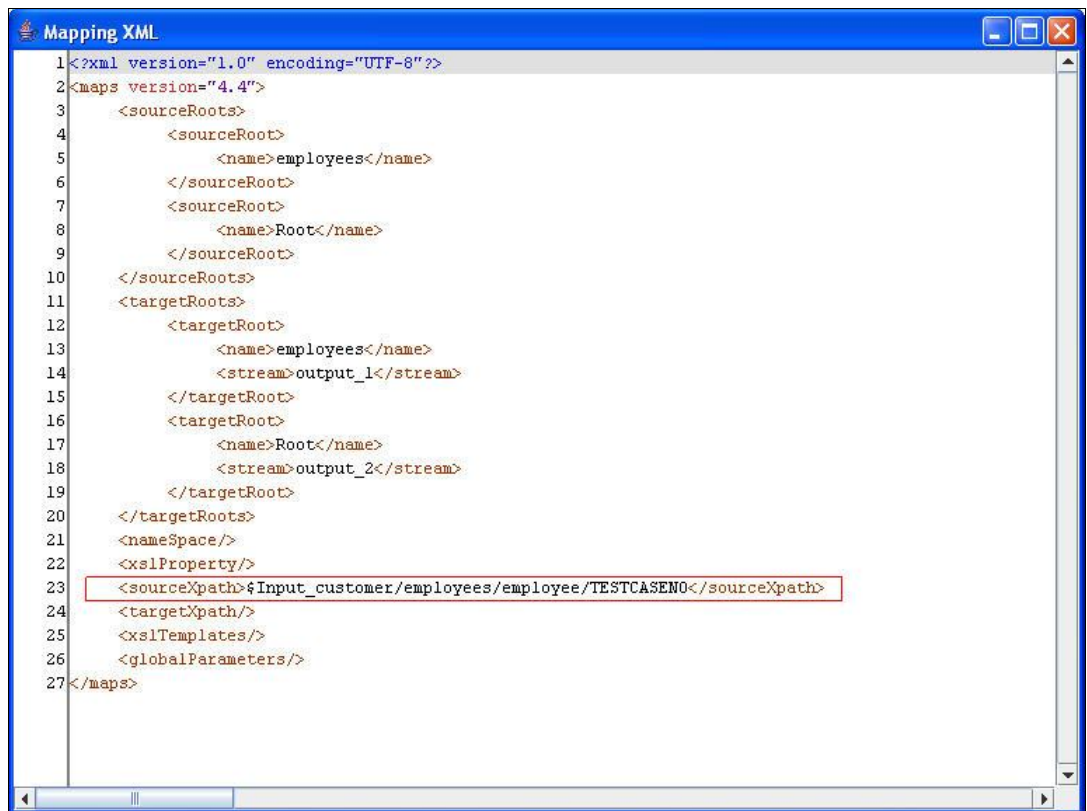 Mapping XML
1 <?xml version="1.0" encoding="UTF-8"?>
2 <maps version="4.4">
3 <sourceRoots>
4 <sourceRoot>
5 <name>employees</name>
6 </sourceRoot>
7 <sourceRoot>
8 <name>Root</name>
9 </sourceRoot>
10 </sourceRoots>
11 <targetRoots>
12 <targetRoot>
13 <name>employees</name>
14 <stream>output_1</stream>
15 </targetRoot>
16 <targetRoot>
17 <name>Root</name>
18 <stream>output_2</stream>
19 </targetRoot>
20 </targetRoots>
21 <nameSpace/>
22 <xslProperty/>
23 <sourceXpath>$Input_customer/employees/employee/TESTCASENO</sourceXpath>
24 <targetXpath/>
25 <xslTemplates/>
26 <globalParameters/>
27 </maps>